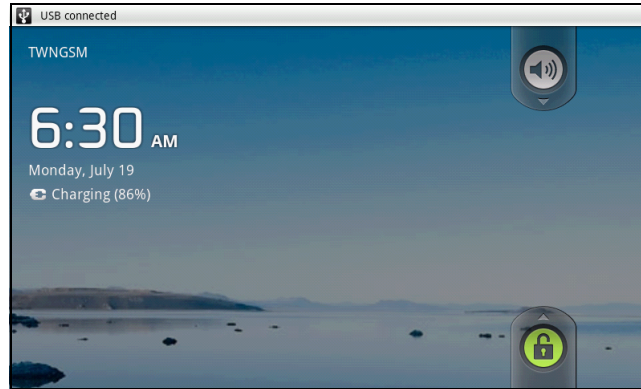 USB connected
TWNGSM
6:30 AM
Monday, July 19
Charging (86%)